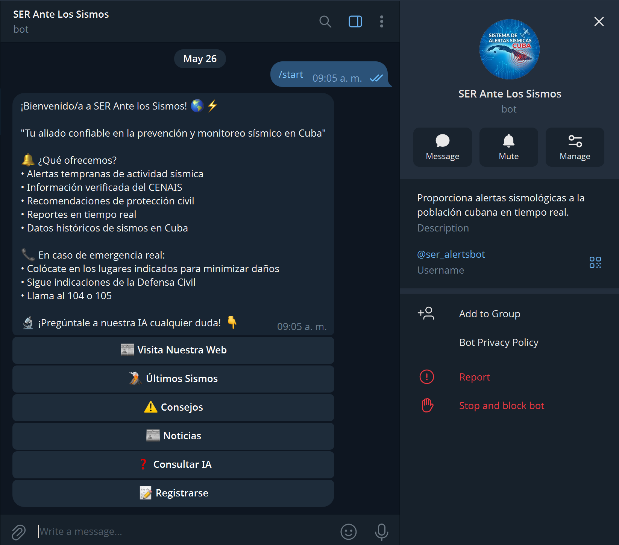 SER Ante Los Sismos
bot
May 26
/start 09:05 a. m.
¡Bienvenido/a a SER Ante los Sismos! 🌎 ⚡
"Tu aliado confiable en la prevención y monitoreo sísmico en Cuba"
🔔 ¿Qué ofrecemos?
• Alertas tempranas de actividad sísmica
• Información verificada del CENAIS
• Recomendaciones de protección civil
• Reportes en tiempo real
• Datos históricos de sismos en Cuba
📞 En caso de emergencia real:
• Colócate en los lugares indicados para minimizar daños
• Sigue indicaciones de la Defensa Civil
• Llama al 104 o 105
🔬 ¡Pregúntale a nuestra IA cualquier duda! 👇
09:05 a. m.
📰 Visita Nuestra Web
Últimos Sismos
⚠️ Consejos
📰 Noticias
❓ Consultar IA
📝 Registrarse
Write a message...
SISTEMA DE
ALERTAS SÍSMICAS
CUBA
SER Ante Los Sismos
bot
Message
Mute
Manage
Proporciona alertas sismológicas a la
población cubana en tiempo real.
Description
@ser_alertsbot
Username
Add to Group
Bot Privacy Policy
Report
Stop and block bot